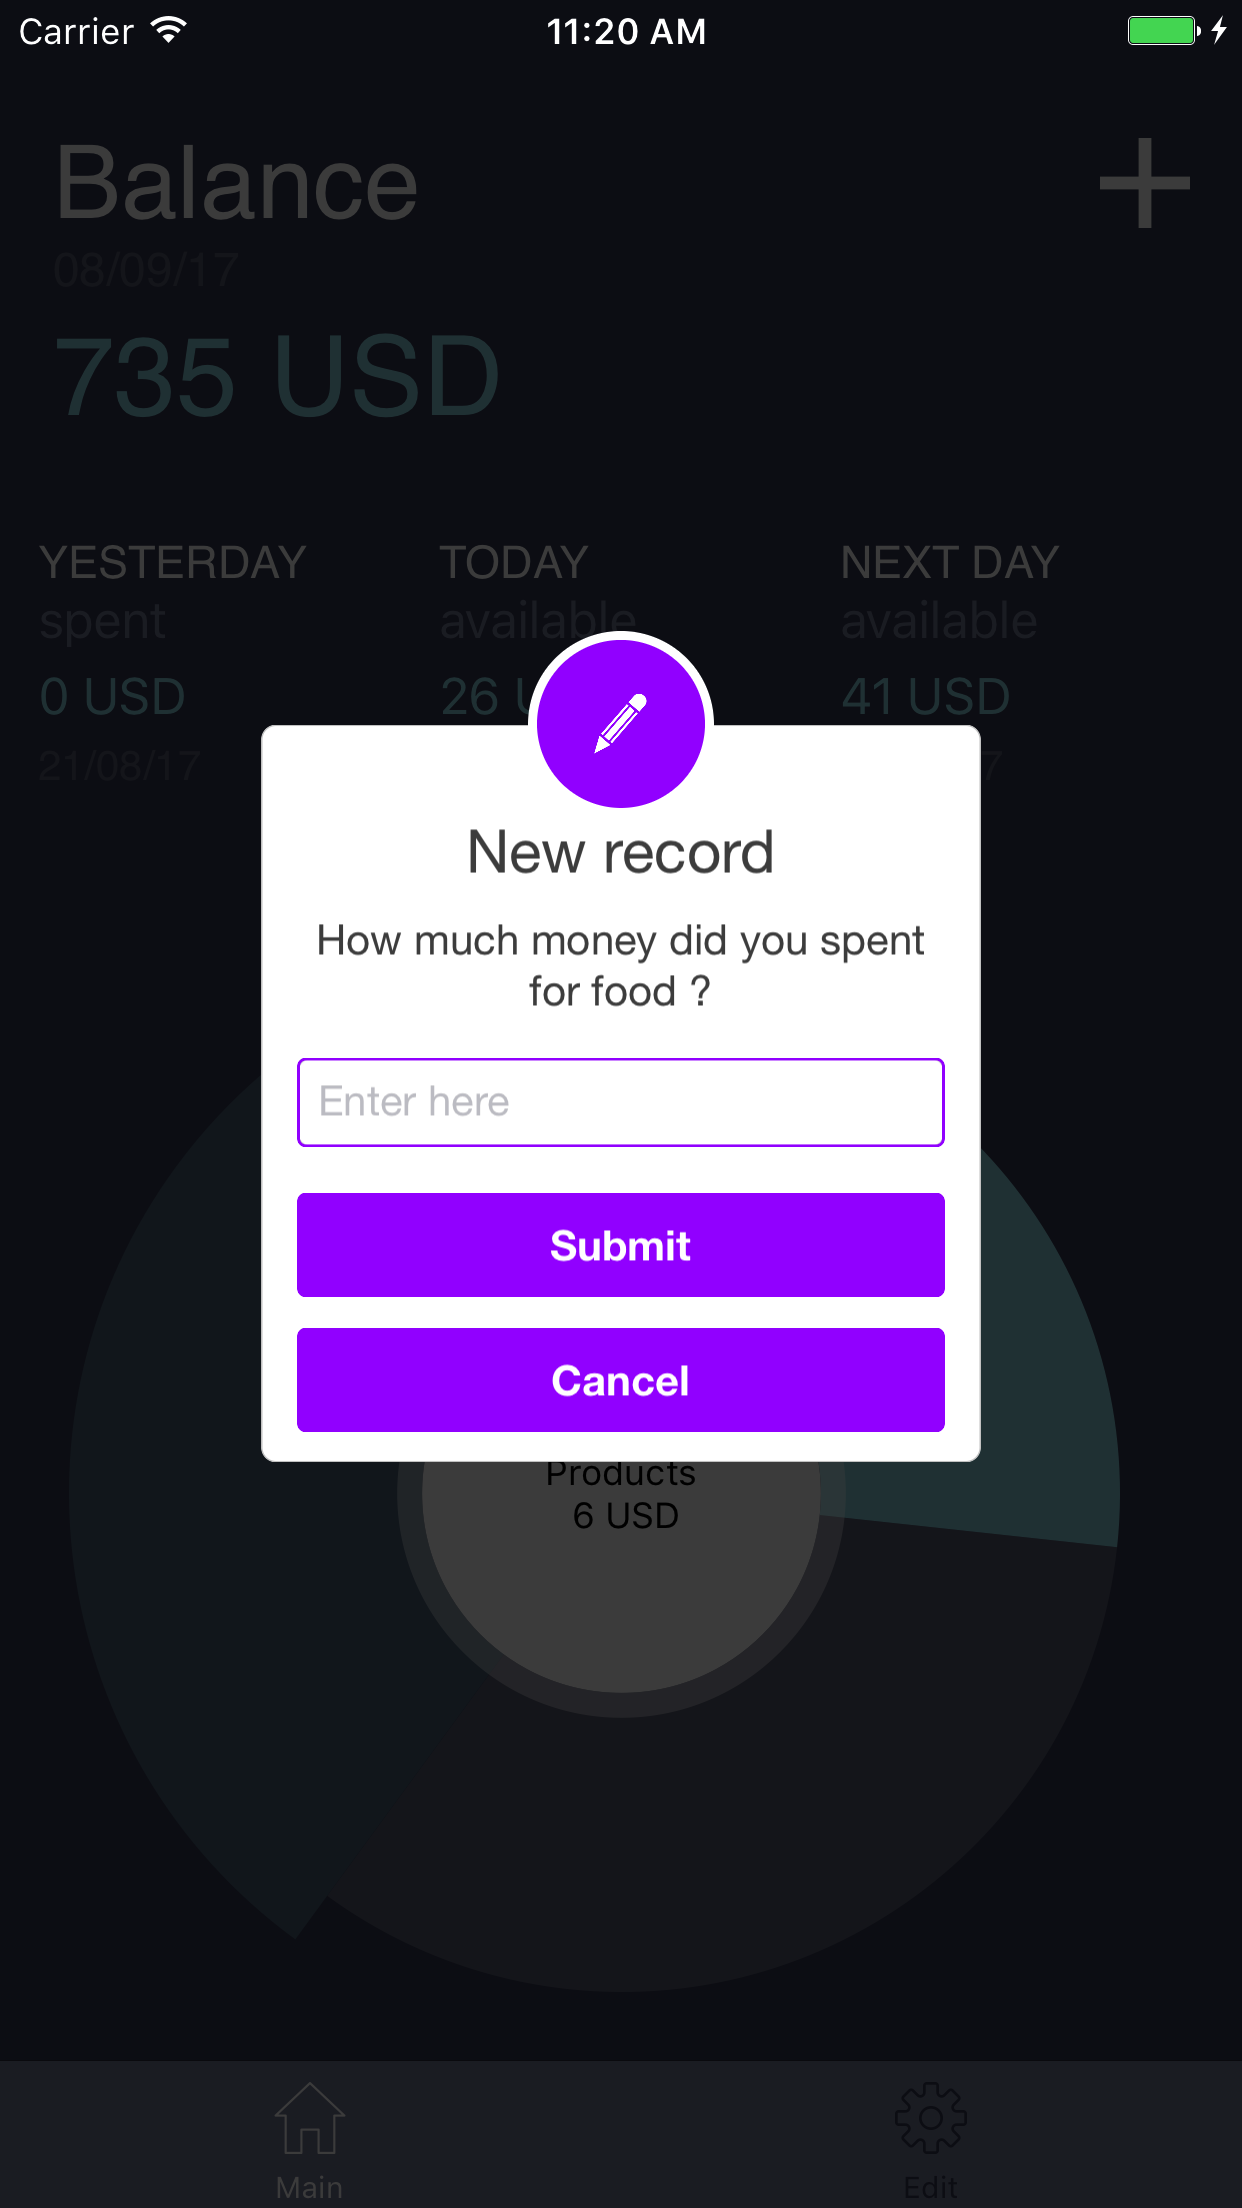 Carrier
11:20 AM
Balance
08/09/17
735 USD
YESTERDAY
spent
0 USD
21/08/17
TODAY
available
26 U
NEXT DAY
available
41 USD
7
New record
How much money did you spent
for food ?
Enter here
Submit
Cancel
Products
6 USD
Main
Edit